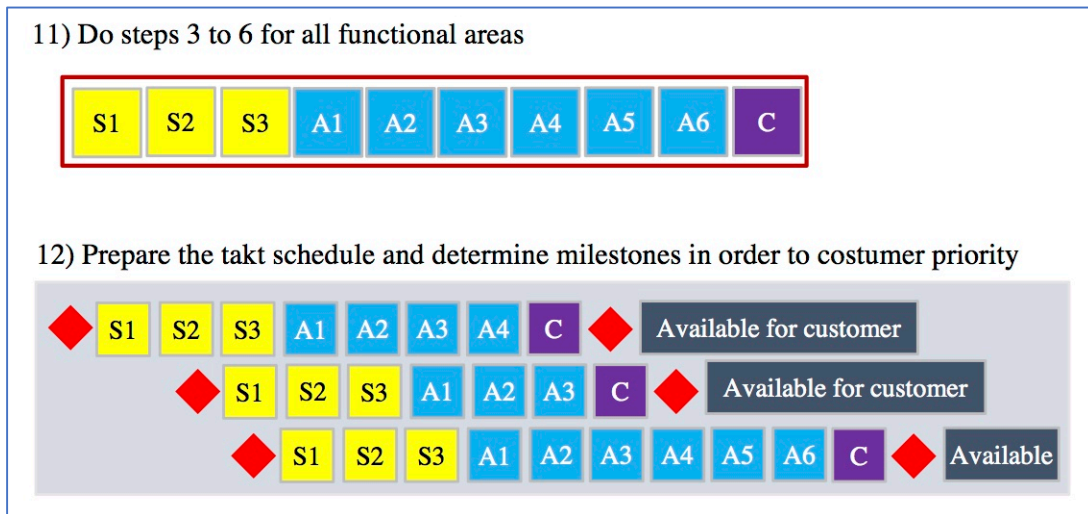 11) Do steps 3 to 6 for all functional areas
S1 S2 S3 A1 A2 A3 A4 A5 A6 C
12) Prepare the takt schedule and determine milestones in order to costumer priority
S1 S2 S3 A1 A2 A3 A4 C Available for customer
S1 S2 S3 A1 A2 A3 C Available for customer
S1 S2 S3 A1 A2 A3 A4 A5 A6 C Available